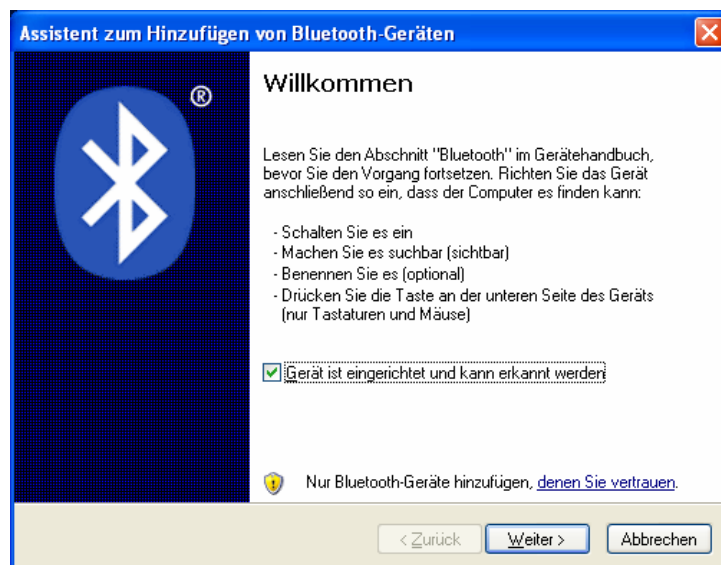 Assistent zum Hinzufügen von Bluetooth-Geräten
®
Willkommen
Lesen Sie den Abschnitt "Bluetooth" im Gerätehandbuch,
bevor Sie den Vorgang fortsetzen. Richten Sie das Gerät
anschließend so ein, dass der Computer es finden kann:
- Schalten Sie es ein
- Machen Sie es suchbar (sichtbar)
- Benennen Sie es (optional)
- Drücken Sie die Taste an der unteren Seite des Geräts
(nur Tastaturen und Mäuse)
Gerät ist eingerichtet und kann erkannt werden
Nur Bluetooth-Geräte hinzufügen, denen Sie vertrauen.
< Zurück Weiter > Abbrechen